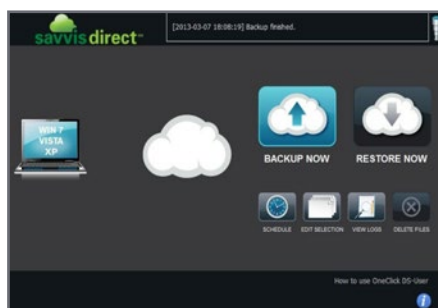 savvisdirect
[2013-03-07 18:08:19] Backup finished.
WIN 7
VISTA
XP
BACKUP NOW
RESTORE NOW
SCHEDULE
EDIT SELECTION
VIEW LOGS
DELETE FILES
How to use OneClick DS-User
i